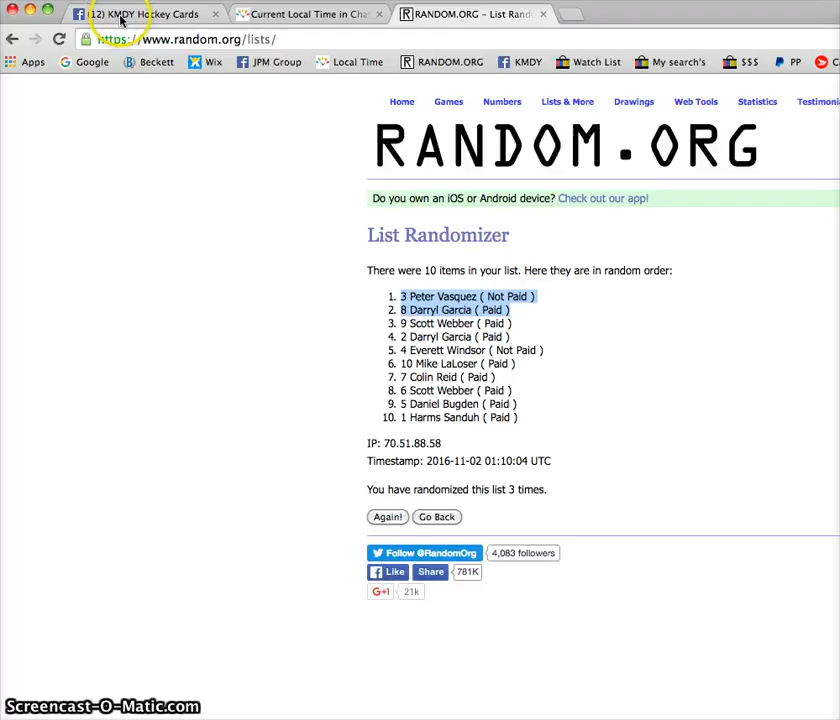 (12) KMDY Hockey Cards × Current Local Time in Cha × RANDOM.ORG - List Rand ×
https://www.random.org/lists/
Apps Google Beckett Wix JPM Group Local Time RANDOM.ORG KMDY Watch List My search's $$$ PP
Home Games Numbers Lists & More Drawings Web Tools Statistics Testimoni
RANDOM.ORG
Do you own an iOS or Android device? Check out our app!
List Randomizer
There were 10 items in your list. Here they are in random order:
1. 3 Peter Vasquez ( Not Paid )
2. 8 Darryl Garcia ( Paid )
3. 9 Scott Webber ( Paid )
4. 2 Darryl Garcia ( Paid )
5. 4 Everett Windsor ( Not Paid )
6. 10 Mike LaLoser ( Paid )
7. 7 Colin Reid ( Paid )
8. 6 Scott Webber ( Paid )
9. 5 Daniel Bugden ( Paid )
10. 1 Harms Sanduh ( Paid )
IP: 70.51.88.58
Timestamp: 2016-11-02 01:10:04 UTC
You have randomized this list 3 times.
Again! Go Back
Follow @RandomOrg 4,083 followers
Like Share 781K
G+1 21k
Screencast-O-Matic.com